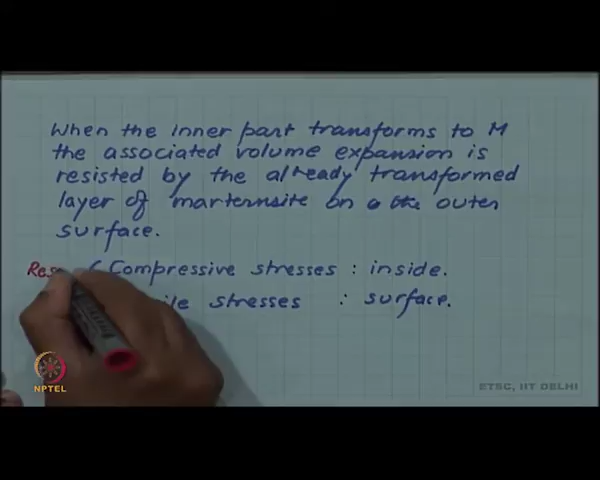 When the inner part transforms to M
the associated volume expansion is
resisted by the already transformed
layer of marternsite on the outer
surface.
{ Compressive stresses : inside.
stresses : surface.
NPTEL
ETSC, IIT DELHI